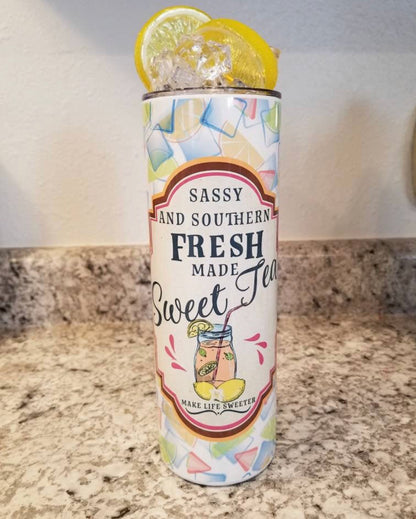 SASSY
AND SOUTHERN
FRESH
MADE
Sweet Tea
MAKE LIFE SWEETER